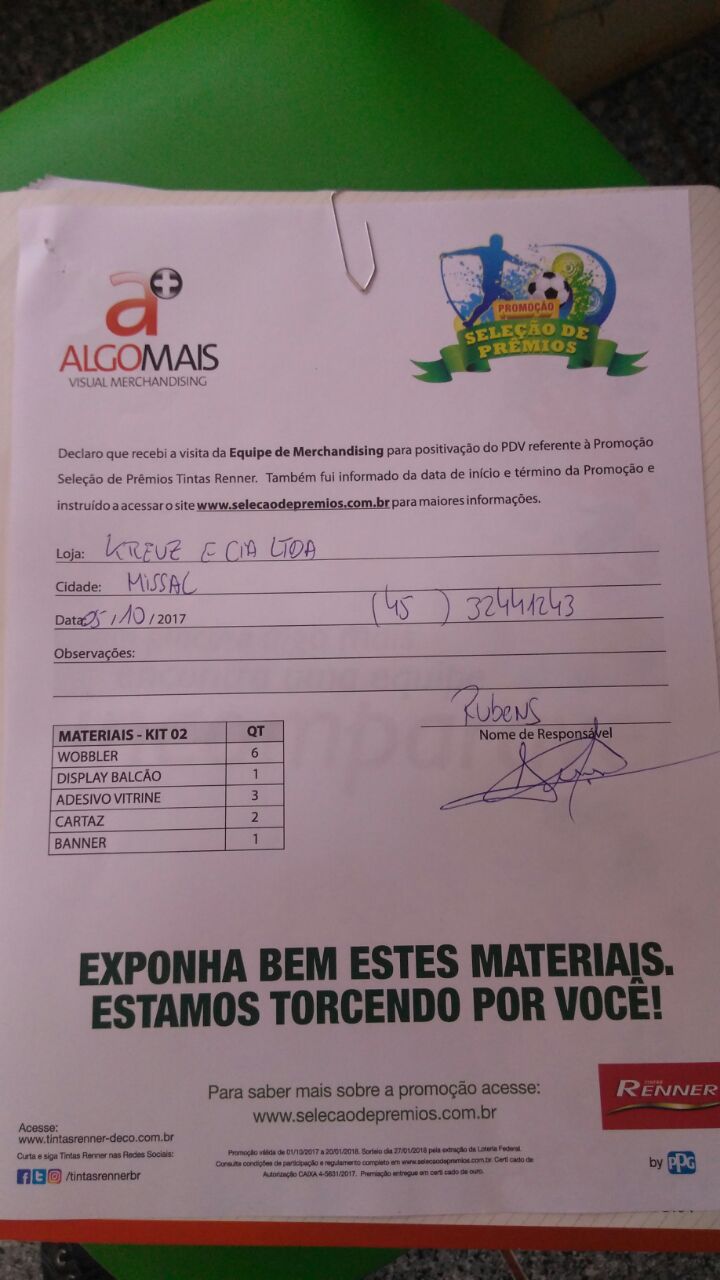 a+
ALGOMAIS
VISUAL MERCHANDISING
PROMOÇÃO
SELEÇÃO DE
PRÊMIOS
Declaro que recebi a visita da Equipe de Merchandising para positivação do PDV referente à Promoção
Seleção de Prêmios Tintas Renner. Também fui informado da data de início e término da Promoção e
instruído a acessar o site www.selecaodepremios.com.br para maiores informações.
Loja: KREUZ E CIA LTDA
Cidade: MISSAL
Data: 05/10/2017 (45) 32441243
Observações:
Rubens
Nome de Responsável
MATERIAIS - KIT 02 QT
WOBBLER 6
DISPLAY BALCÃO 1
ADESIVO VITRINE 3
CARTAZ 2
BANNER 1
EXPONHA BEM ESTES MATERIAIS.
ESTAMOS TORCENDO POR VOCÊ!
Para saber mais sobre a promoção acesse:
www.selecaodepremios.com.br
TINTAS
RENNER
by PPG
Acesse:
www.tintasrenner-deco.com.br
Curta e siga Tintas Renner nas Redes Sociais:
/tintasrennerbr
Promoção válida de 01/10/2017 a 20/01/2018. Sorteio dia 27/01/2018 pela extração da Loteria Federal.
Consulte condições de participação e regulamento completo em www.selecaodepremios.com.br. Certificado de
Autorização CAIXA 4-5631/2017. Premiação entregue em certificado de ouro.